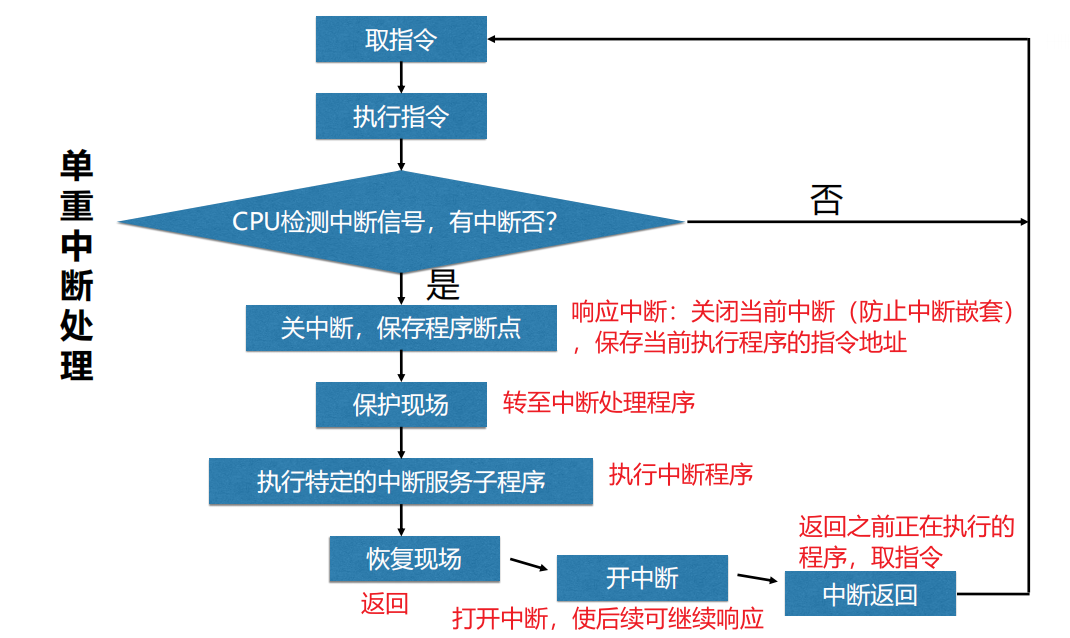 单重中断处理
取指令
执行指令
CPU检测中断信号，有中断否？
否
是
关中断，保存程序断点
响应中断：关闭当前中断（防止中断嵌套）
，保存当前执行程序的指令地址
保护现场
转至中断处理程序
执行特定的中断服务子程序
执行中断程序
恢复现场
返回
开中断
打开中断，使后续可继续响应
返回之前正在执行的
程序，取指令
中断返回